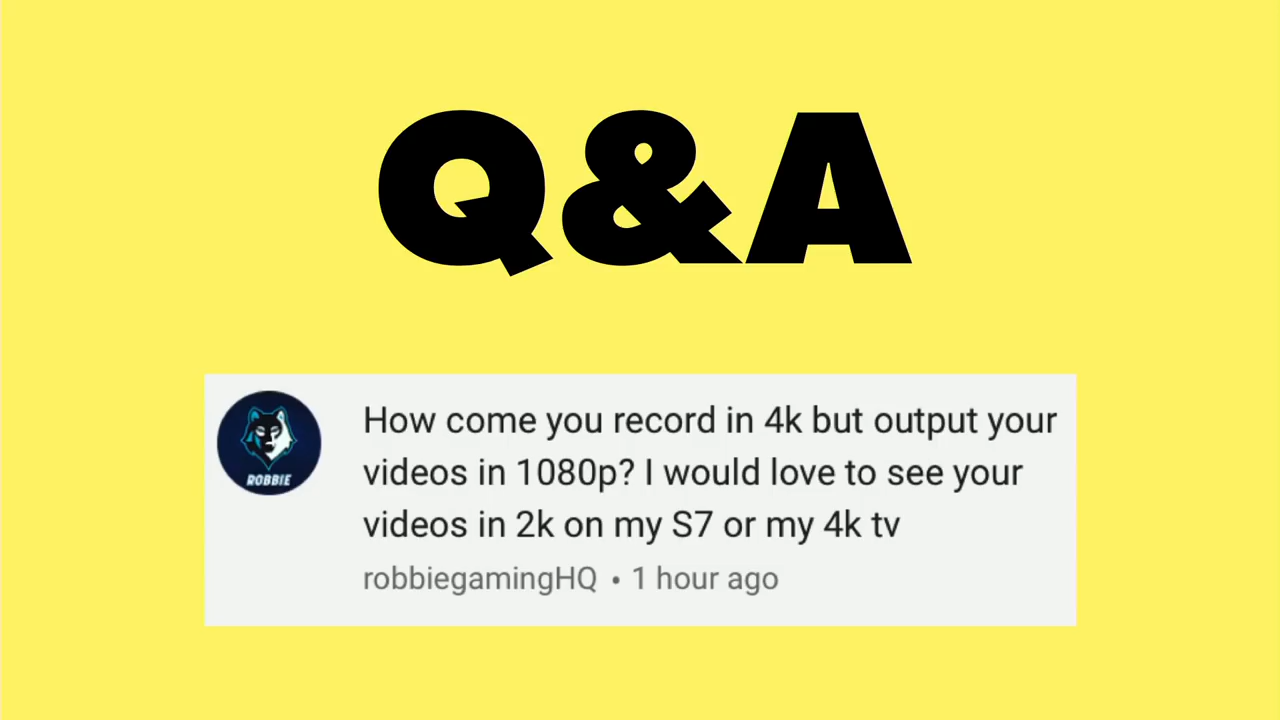 Q&A
How come you record in 4k but output your
videos in 1080p? I would love to see your
videos in 2k on my S7 or my 4k tv
ROBBIE
robbiegamingHQ • 1 hour ago